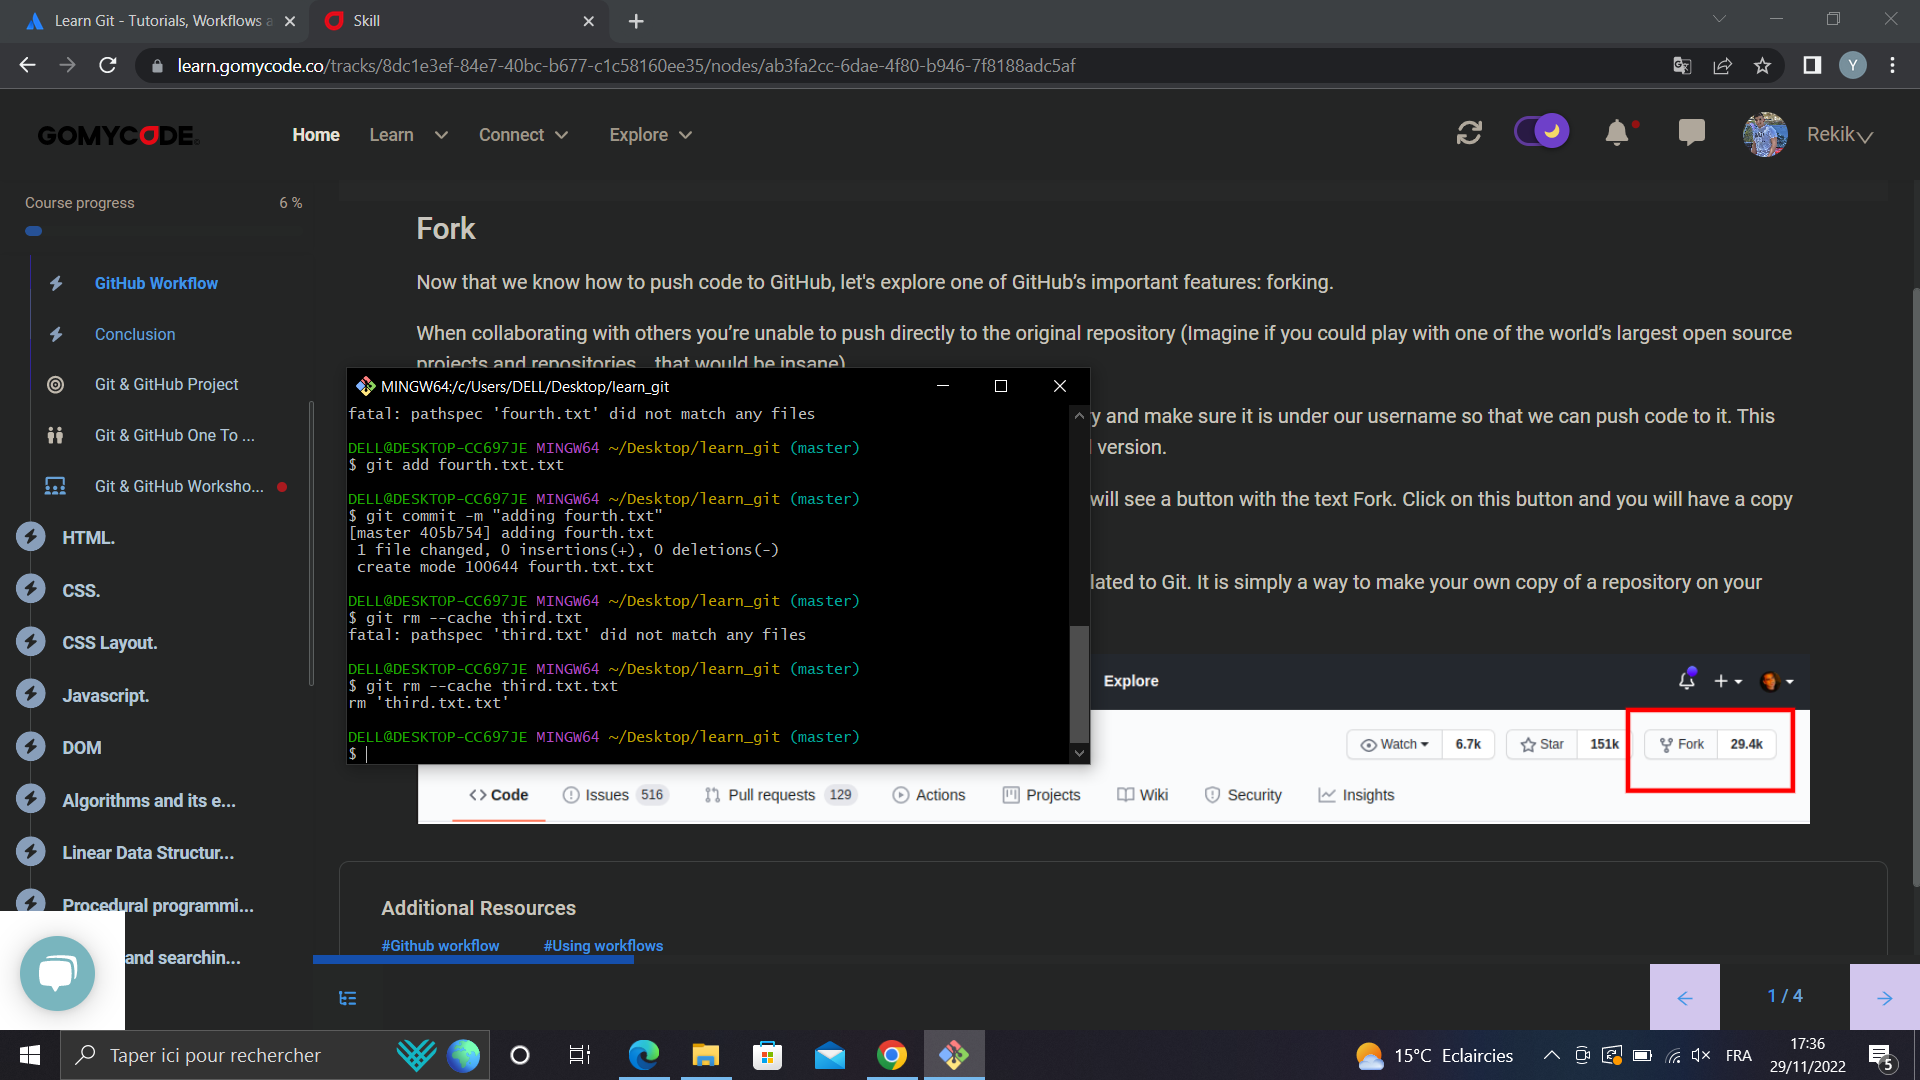 Learn Git - Tutorials, Workflows a
Skill
learn.gomycode.co/tracks/8dc1e3ef-84e7-40bc-b677-c1c58160ee35/nodes/ab3fa2cc-6dae-4f80-b946-7f8188adc5af
Y
GOMYCODE
Home
Learn
Connect
Explore
Rekik
Course progress
6 %
GitHub Workflow
Conclusion
Git & GitHub Project
Git & GitHub One To ...
Git & GitHub Worksho...
HTML.
CSS.
CSS Layout.
Javascript.
DOM
Algorithms and its e...
Linear Data Structur...
Procedural programmi...
and searchin...
Fork
Now that we know how to push code to GitHub, let's explore one of GitHub’s important features: forking.
When collaborating with others you’re unable to push directly to the original repository (Imagine if you could play with one of the world’s largest open source
projects and repositories... that would be insane)
y and make sure it is under our username so that we can push code to it. This
version.
will see a button with the text Fork. Click on this button and you will have a copy
lated to Git. It is simply a way to make your own copy of a repository on your
MINGW64:/c/Users/DELL/Desktop/learn_git
fatal: pathspec 'fourth.txt' did not match any files
DELL@DESKTOP-CC697JE MINGW64 ~/Desktop/learn_git (master)
$ git add fourth.txt.txt
DELL@DESKTOP-CC697JE MINGW64 ~/Desktop/learn_git (master)
$ git commit -m "adding fourth.txt"
[master 405b754] adding fourth.txt
1 file changed, 0 insertions(+), 0 deletions(-)
create mode 100644 fourth.txt.txt
DELL@DESKTOP-CC697JE MINGW64 ~/Desktop/learn_git (master)
$ git rm --cache third.txt
fatal: pathspec 'third.txt' did not match any files
DELL@DESKTOP-CC697JE MINGW64 ~/Desktop/learn_git (master)
$ git rm --cache third.txt.txt
rm 'third.txt.txt'
DELL@DESKTOP-CC697JE MINGW64 ~/Desktop/learn_git (master)
$
Explore
Watch 6.7k
Star 151k
Fork 29.4k
Code
Issues 516
Pull requests 129
Actions
Projects
Wiki
Security
Insights
Additional Resources
#Github workflow
#Using workflows
1 / 4
Taper ici pour rechercher
15°C Eclaircies
FRA
17:36
29/11/2022
5